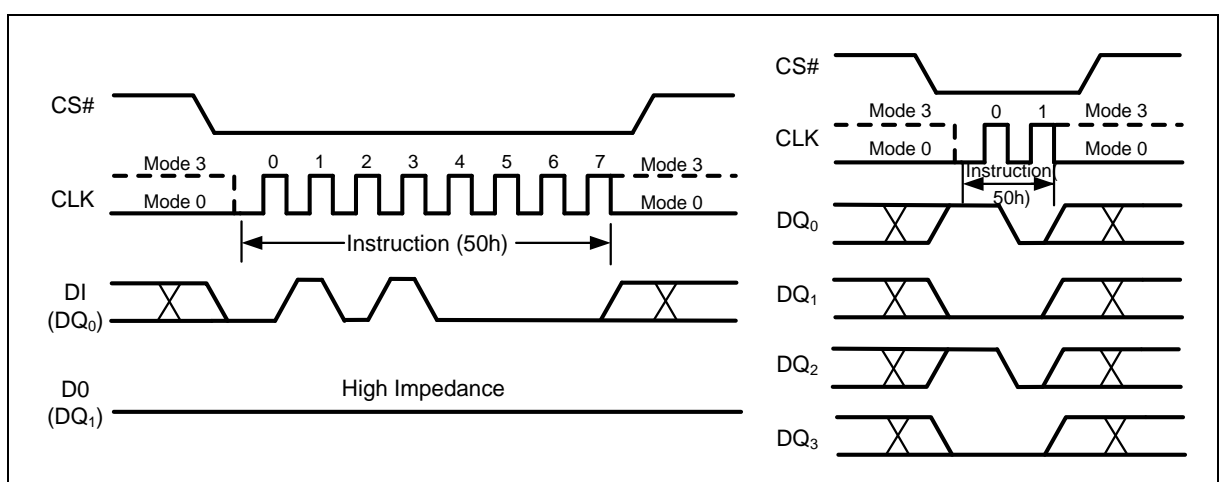 CS#
Mode 3 0 1 2 3 4 5 6 7 Mode 3
CLK
Mode 0 Mode 0
Instruction (50h)
DI
(DQ₀)
D0
(DQ₁)
High Impedance
CS#
Mode 3 0 1 Mode 3
CLK
Mode 0 Mode 0
Instruction(
50h)
DQ₀
DQ₁
DQ₂
DQ₃